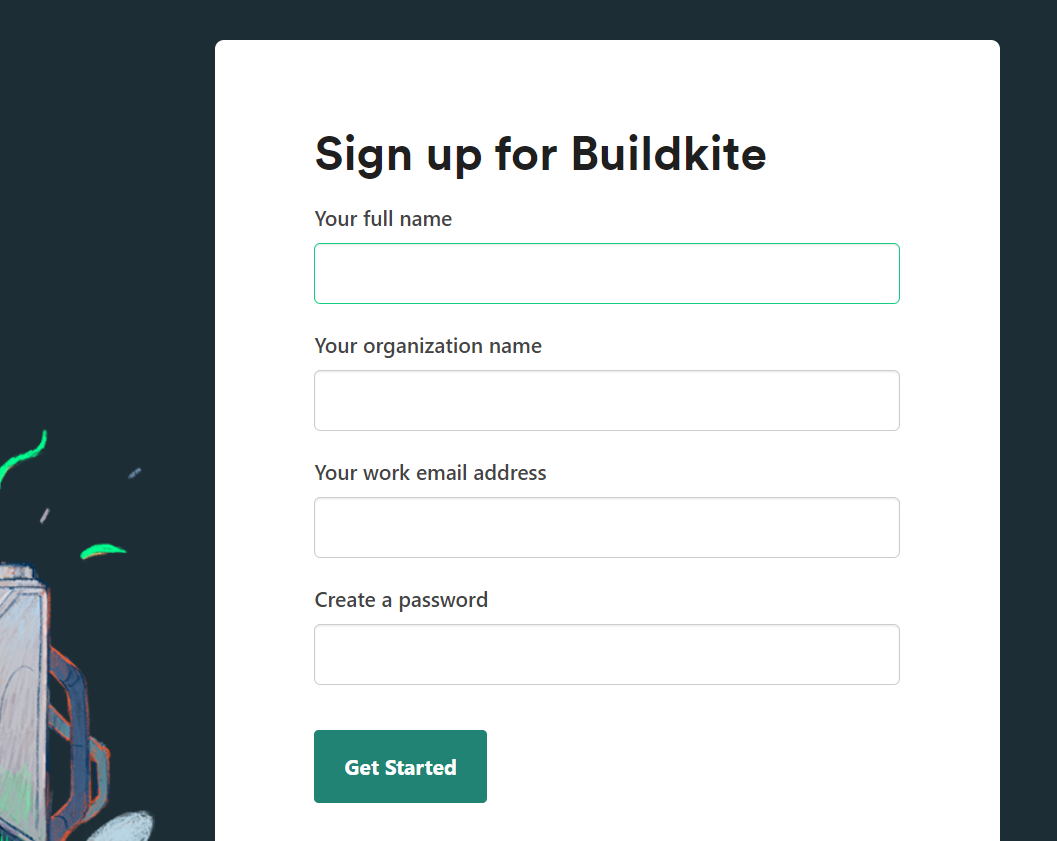 Sign up for Buildkite
Your full name
Your organization name
Your work email address
Create a password
Get Started